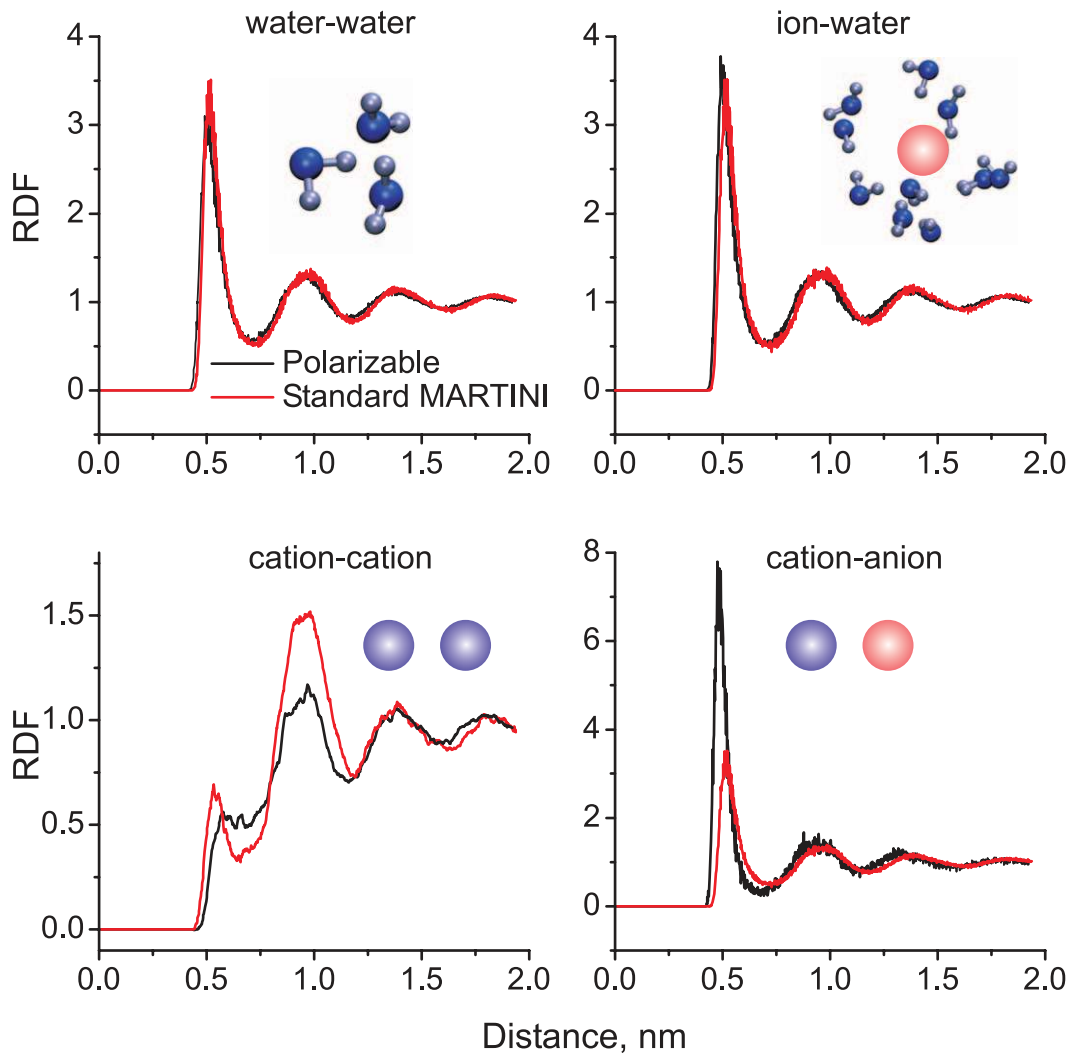 water-water
ion-water
4
3
2
1
0
RDF
Polarizable
Standard MARTINI
0.0 0.5 1.0 1.5 2.0
4
3
2
1
0
0.0 0.5 1.0 1.5 2.0
cation-cation
cation-anion
1.5
1.0
0.5
0.0
RDF
0.0 0.5 1.0 1.5 2.0
8
6
4
2
0
0.0 0.5 1.0 1.5 2.0
Distance, nm